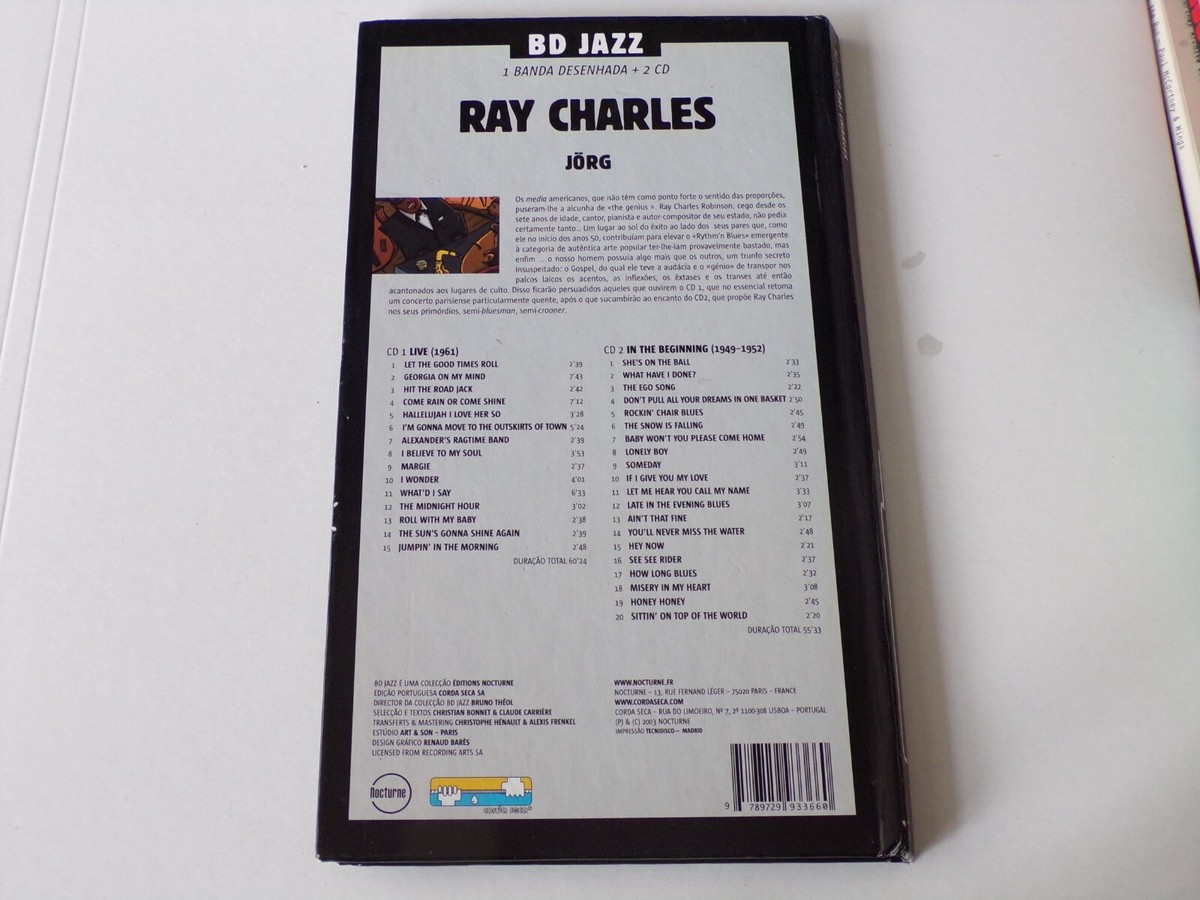 BD JAZZ
1 BANDA DESENHADA + 2 CD
RAY CHARLES
JÖRG
Os media americanos, que não têm como ponto forte o sentido das proporções,
puseram-lhe a alcunha de «the genius ». Ray Charles Robinson, cego desde os
sete anos de idade, cantor, pianista e autor-compositor de seu estado, não pedia
certamente tanto... Um lugar ao sol do êxito ao lado dos seus pares que, como
ele no início dos anos 50, contribuíam para elevar o «Rythm'n Blues» emergente
à categoria de autêntica arte popular ter-lhe-iam provavelmente bastado, mas
enfim ... o nosso homem possuía algo mais que os outros, um trunfo secreto
insuspeitado: o Gospel, do qual ele teve a audácia e o «génio» de transpor nos
palcos laicos os acentos, as inflexões, os êxtases e os transes até então
acantonados aos lugares de culto. Disso ficarão persuadidos aqueles que ouvirem o CD 1, que no essencial retoma
um concerto parisiense particularmente quente, após o que sucumbirão ao encanto do CD2, que propõe Ray Charles
nos seus primórdios, semi-bluesman, semi-crooner.
CD 1 LIVE (1961)
1 LET THE GOOD TIMES ROLL 2'39
2 GEORGIA ON MY MIND 7'43
3 HIT THE ROAD JACK 2'42
4 COME RAIN OR COME SHINE 7'12
5 HALLELUJAH I LOVE HER SO 3'28
6 I'M GONNA MOVE TO THE OUTSKIRTS OF TOWN 5'24
7 ALEXANDER'S RAGTIME BAND 2'39
8 I BELIEVE TO MY SOUL 3'53
9 MARGIE 2'37
10 I WONDER 4'01
11 WHAT'D I SAY 6'33
12 THE MIDNIGHT HOUR 3'02
13 ROLL WITH MY BABY 2'38
14 THE SUN'S GONNA SHINE AGAIN 2'39
15 JUMPIN' IN THE MORNING 2'48
DURAÇÃO TOTAL 60'24
CD 2 IN THE BEGINNING (1949-1952)
1 SHE'S ON THE BALL 2'33
2 WHAT HAVE I DONE? 2'35
3 THE EGO SONG 2'22
4 DON'T PULL ALL YOUR DREAMS IN ONE BASKET 2'50
5 ROCKIN' CHAIR BLUES 2'45
6 THE SNOW IS FALLING 2'49
7 BABY WON'T YOU PLEASE COME HOME 2'54
8 LONELY BOY 2'49
9 SOMEDAY 3'11
10 IF I GIVE YOU MY LOVE 2'37
11 LET ME HEAR YOU CALL MY NAME 3'33
12 LATE IN THE EVENING BLUES 3'07
13 AIN'T THAT FINE 2'17
14 YOU'LL NEVER MISS THE WATER 2'48
15 HEY NOW 2'21
16 SEE SEE RIDER 2'37
17 HOW LONG BLUES 2'32
18 MISERY IN MY HEART 3'08
19 HONEY HONEY 2'45
20 SITTIN' ON TOP OF THE WORLD 2'20
DURAÇÃO TOTAL 55'33
BD JAZZ É UMA COLECÇÃO ÉDITIONS NOCTURNE
EDIÇÃO PORTUGUESA CORDA SECA SA
DIRECTOR DA COLECÇÃO BD JAZZ BRUNO THÉOL
SELECÇÃO E TEXTOS CHRISTIAN BONNET & CLAUDE CARRIÈRE
TRANSFERTS & MASTERING CHRISTOPHE HÉNAULT & ALEXIS FRENKEL
ESTÚDIO ART & SON – PARIS
DESIGN GRÁFICO RENAUD BARÈS
LICENSED FROM RECORDING ARTS SA
WWW.NOCTURNE.FR
NOCTURNE – 13, RUE FERNAND LÉGER – 75020 PARIS – FRANCE
WWW.CORDASECA.COM
CORDA SECA – RUA DO LIMOEIRO, Nº 7, 2º 1100-308 LISBOA – PORTUGAL
(P) & (C) 2003 NOCTURNE
IMPRESSÃO TECNIDISCO – MADRID
Nocturne
corda seca
9 789729 933660
Paul McCartney & Wings